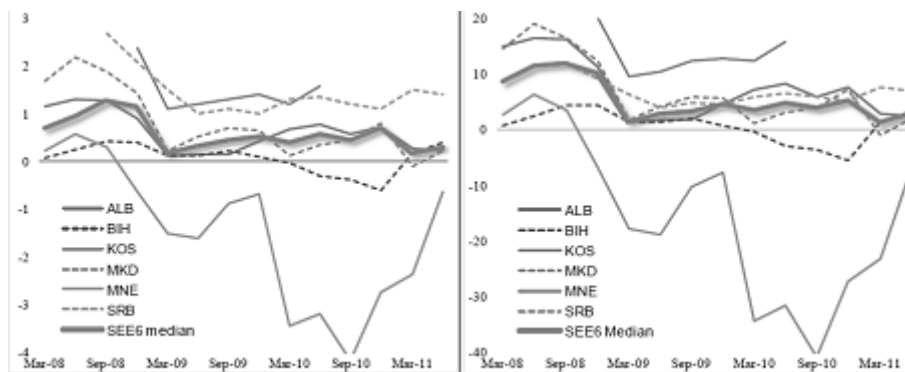 3
2
1
0
-1
-2
-3
-4
ALB
BIH
KOS
MKD
MNE
SRB
SEE6 median
Mar-08 Sep-08 Mar-09 Sep-09 Mar-10 Sep-10 Mar-11
20
10
0
-10
-20
-30
-40
ALB
BIH
KOS
MKD
MNE
SRB
SEE6 Median
Mar-08 Sep-08 Mar-09 Sep-09 Mar-10 Sep-10 Mar-11